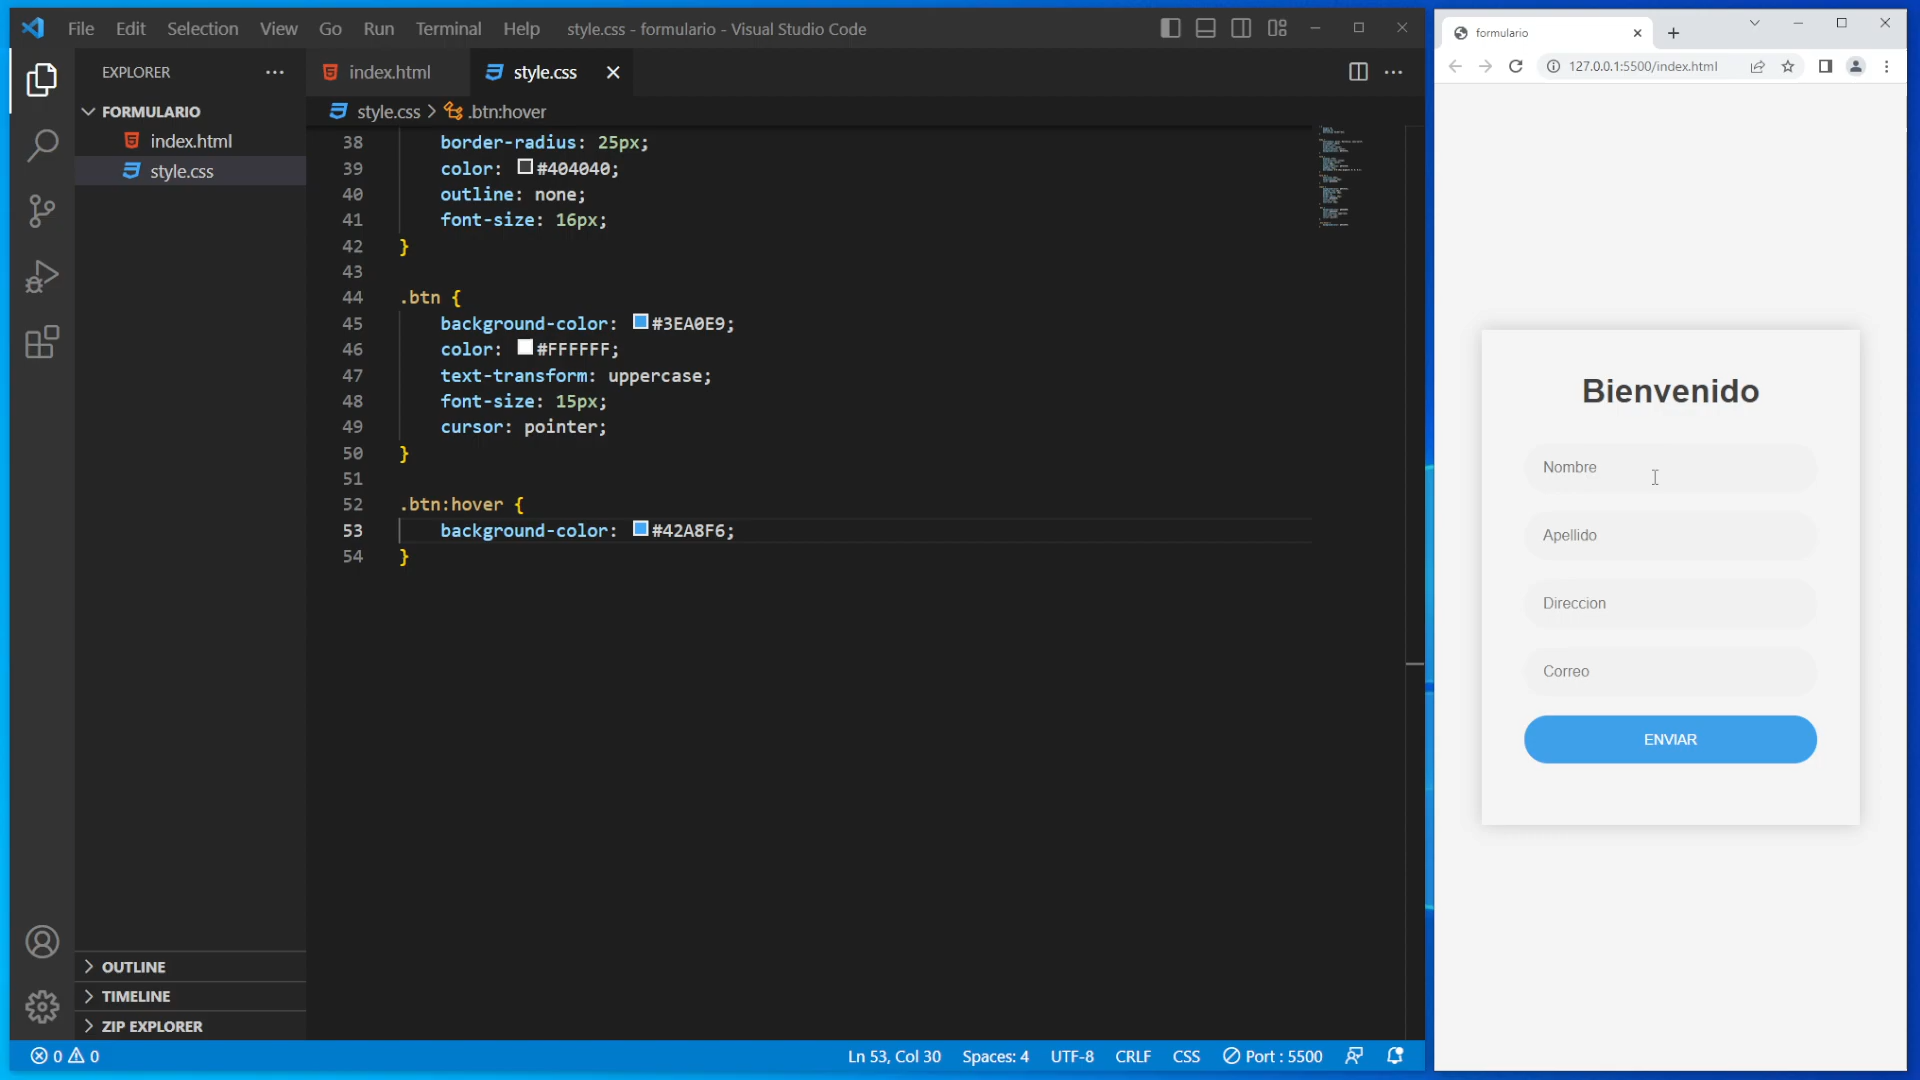 File Edit Selection View Go Run Terminal Help style.css - formulario - Visual Studio Code
EXPLORER
FORMULARIO
index.html
style.css
OUTLINE
TIMELINE
ZIP EXPLORER
index.html style.css
style.css > .btn:hover
38 border-radius: 25px;
39 color: #404040;
40 outline: none;
41 font-size: 16px;
42 }
43
44 .btn {
45 background-color: #3EA0E9;
46 color: #FFFFFF;
47 text-transform: uppercase;
48 font-size: 15px;
49 cursor: pointer;
50 }
51
52 .btn:hover {
53 background-color: #42A8F6;
54 }
0 0 Ln 53, Col 30 Spaces: 4 UTF-8 CRLF CSS Port : 5500
formulario
127.0.0.1:5500/index.html
Bienvenido
Nombre
Apellido
Direccion
Correo
ENVIAR